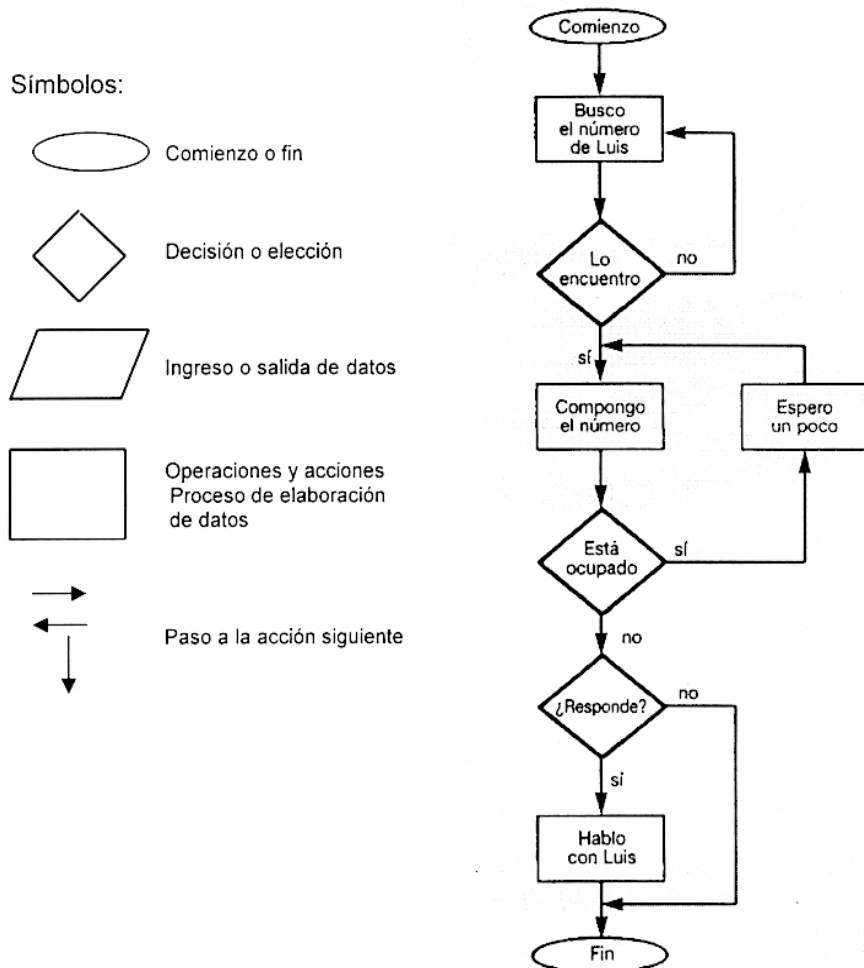 Símbolos:
Comienzo o fin
Decisión o elección
Ingreso o salida de datos
Operaciones y acciones
Proceso de elaboración
de datos
Paso a la acción siguiente
Comienzo
Busco
el número
de Luis
Lo
encuentro
no
sí
Compongo
el número
Espero
un poco
Está
ocupado
sí
no
¿Responde?
no
sí
Hablo
con Luis
Fin